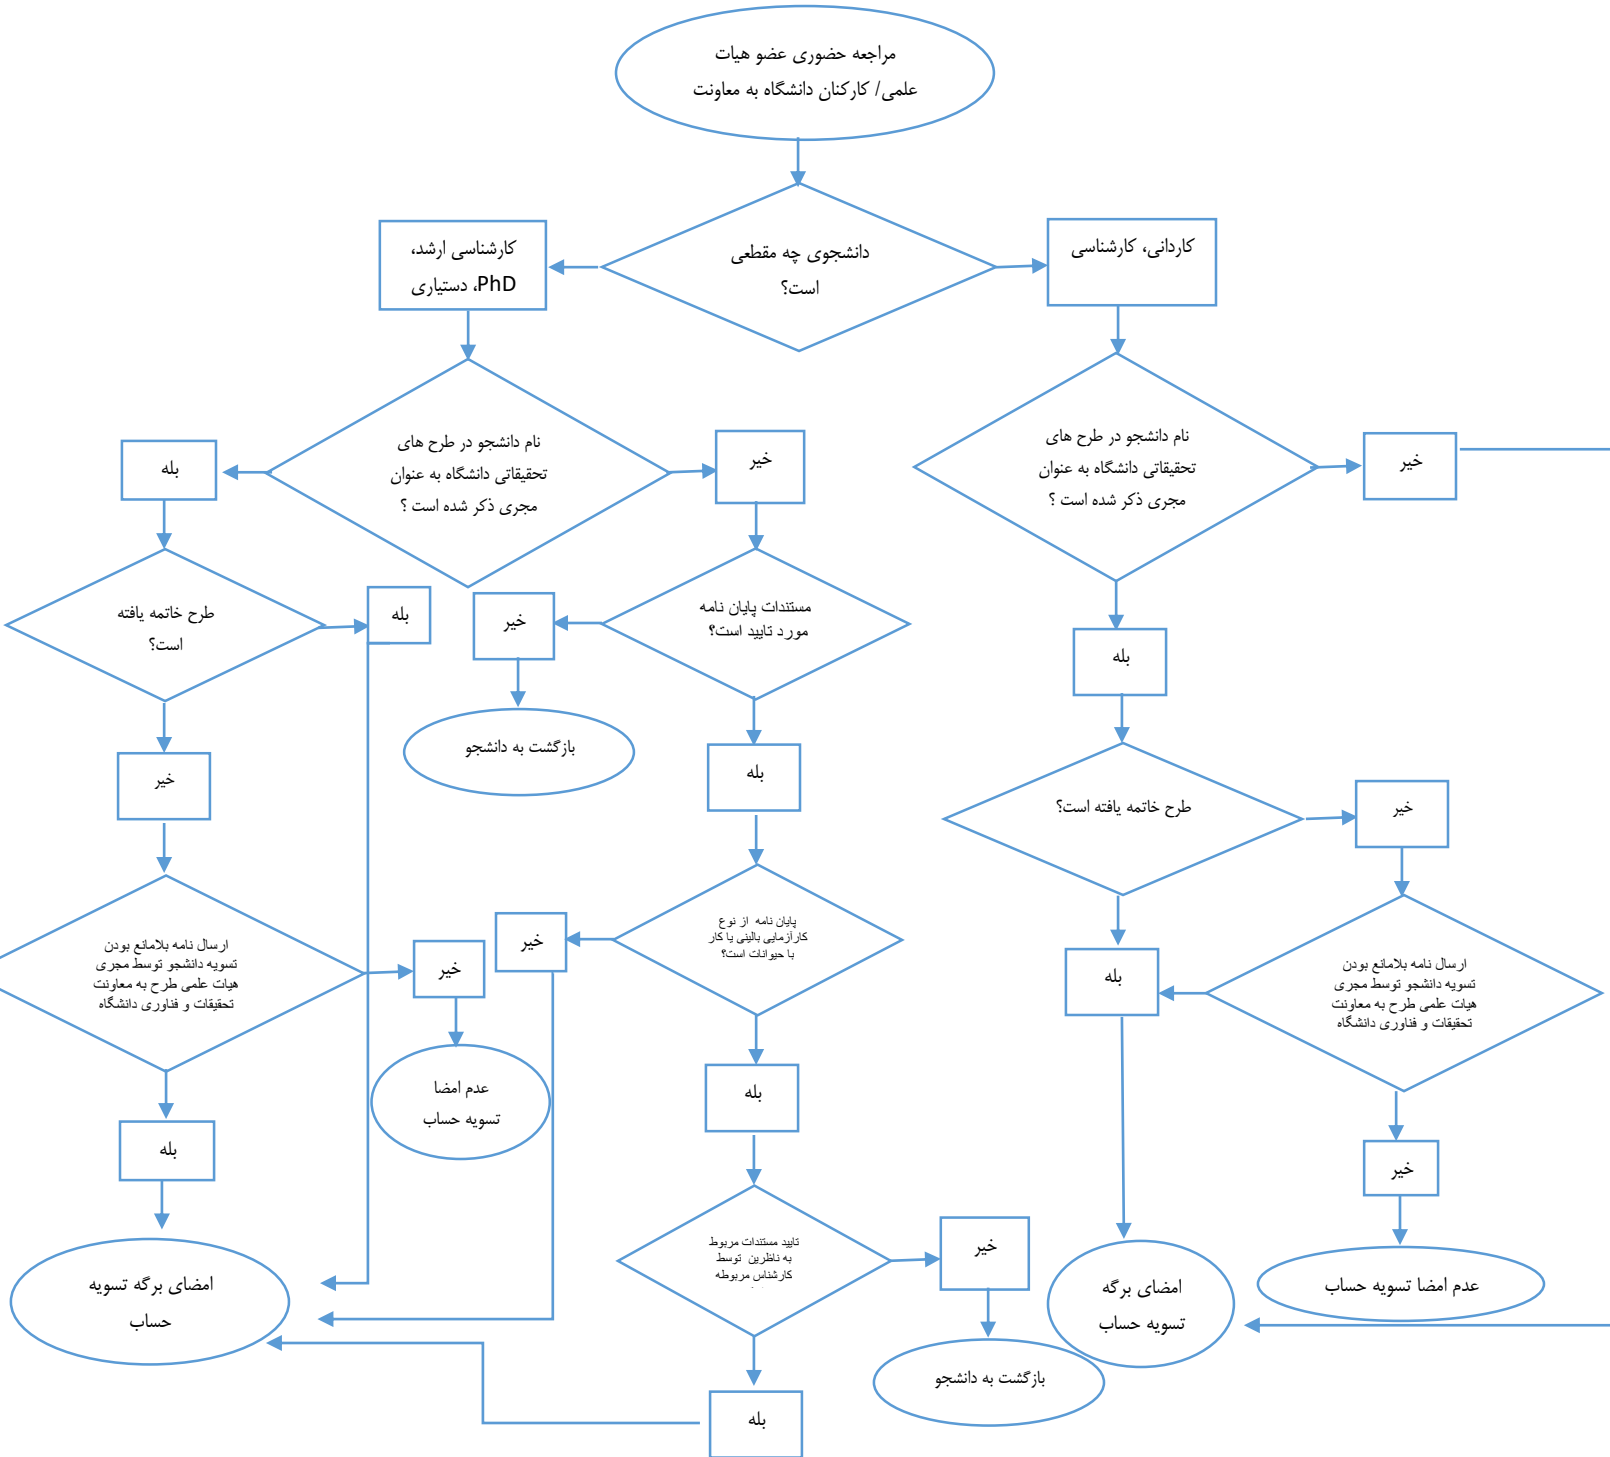 مراجعه حضوری عضو هیات
علمی/ کارکنان دانشگاه به معاونت
دانشجوی چه مقطعی
است؟
کاردانی، کارشناسی
کارشناسی ارشد،
PhD، دستیاری
نام دانشجو در طرح های
تحقیقاتی دانشگاه به عنوان
مجری ذکر شده است ؟
خیر
بله
طرح خاتمه یافته است؟
خیر
ارسال نامه بلامانع بودن
تسویه دانشجو توسط مجری
هیات علمی طرح به معاونت
تحقیقات و فناوری دانشگاه
بله
خیر
امضای برگه
تسویه حساب
عدم امضا تسویه حساب
نام دانشجو در طرح های
تحقیقاتی دانشگاه به عنوان
مجری ذکر شده است ؟
خیر
بله
مستندات پایان نامه
مورد تایید است؟
خیر
بازگشت به دانشجو
بله
پایان نامه از نوع
کارآزمایی بالینی یا کار
با حیوانات است؟
خیر
بله
تایید مستندات مربوط
به ناظرین توسط
کارشناس مربوطه
خیر
بازگشت به دانشجو
بله
طرح خاتمه یافته
است؟
بله
خیر
ارسال نامه بلامانع بودن
تسویه دانشجو توسط مجری
هیات علمی طرح به معاونت
تحقیقات و فناوری دانشگاه
خیر
عدم امضا
تسویه حساب
بله
امضای برگه تسویه
حساب